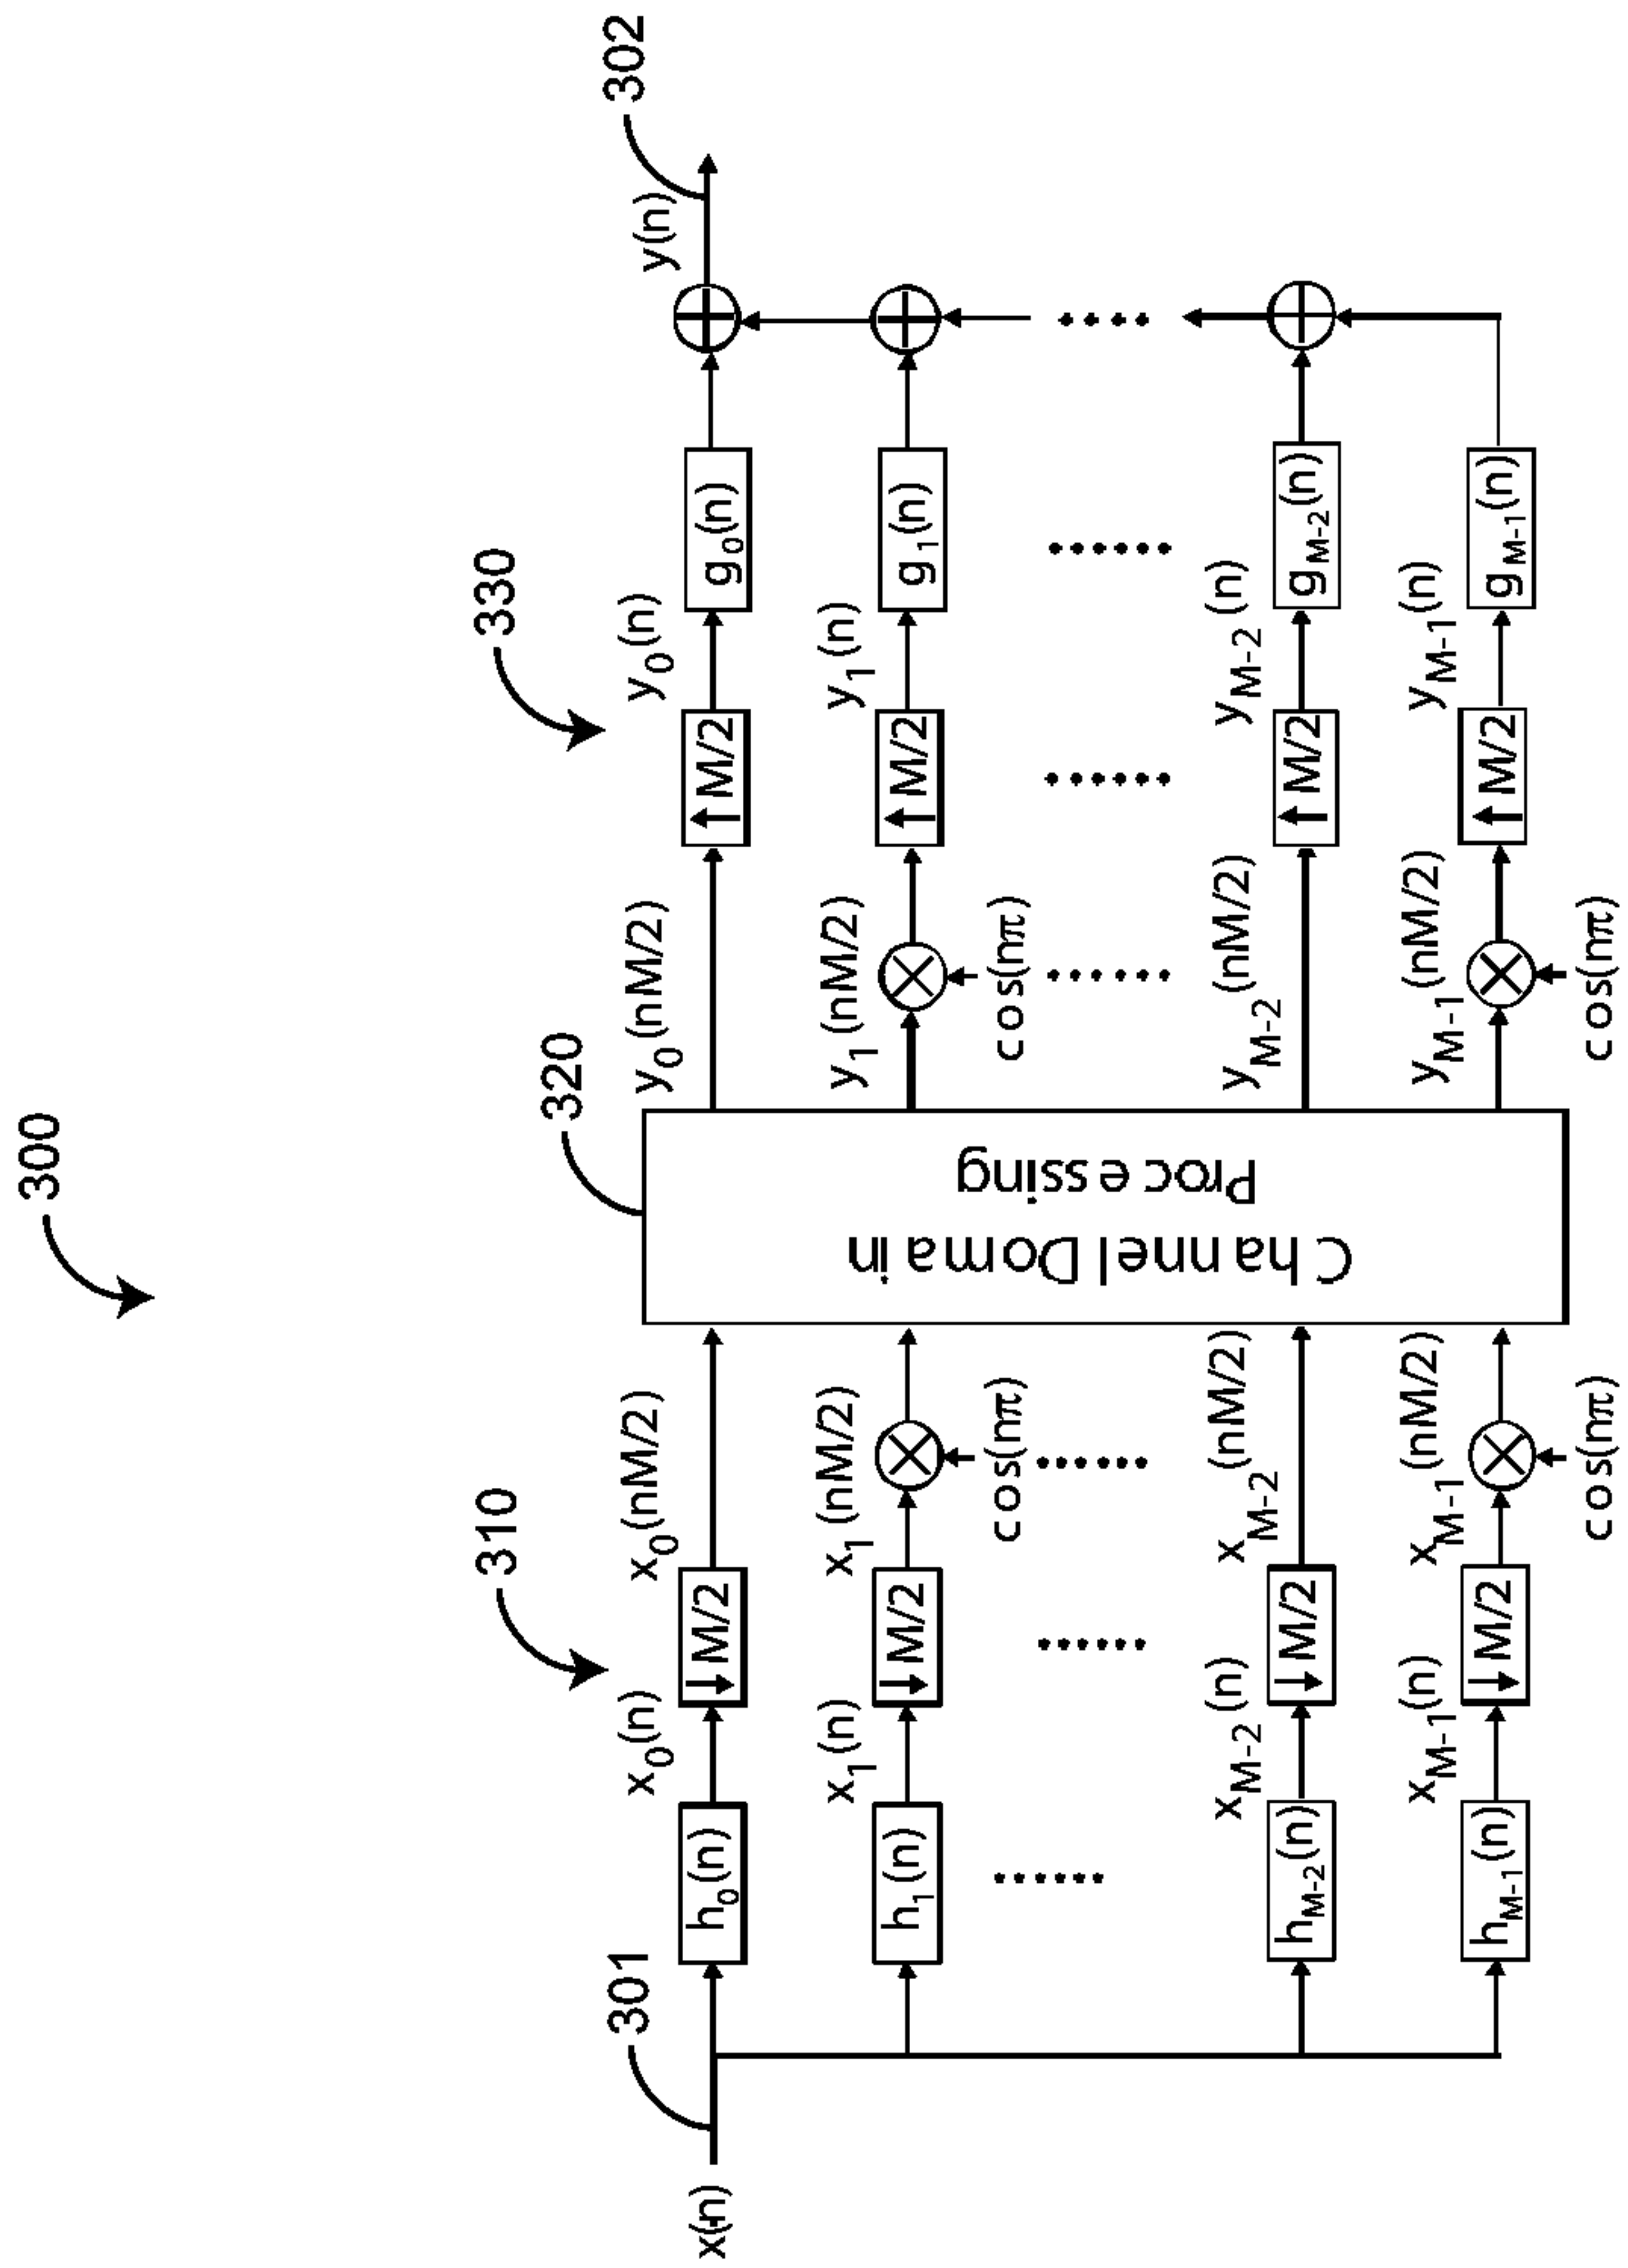 300
310
320
330
301
302
x(n)
h0(n)
x0(n)
↓M/2
x0(nM/2)
y0(nM/2)
↑M/2
y0(n)
g0(n)
y(n)
h1(n)
x1(n)
↓M/2
x1(nM/2)
cos(nπ)
y1(nM/2)
cos(nπ)
↑M/2
y1(n)
g1(n)
Channel Domain
Processing
hM-2(n)
xM-2(n)
↓M/2
xM-2(nM/2)
yM-2(nM/2)
↑M/2
yM-2(n)
gM-2(n)
hM-1(n)
xM-1(n)
↓M/2
xM-1(nM/2)
cos(nπ)
yM-1(nM/2)
cos(nπ)
↑M/2
yM-1(n)
gM-1(n)